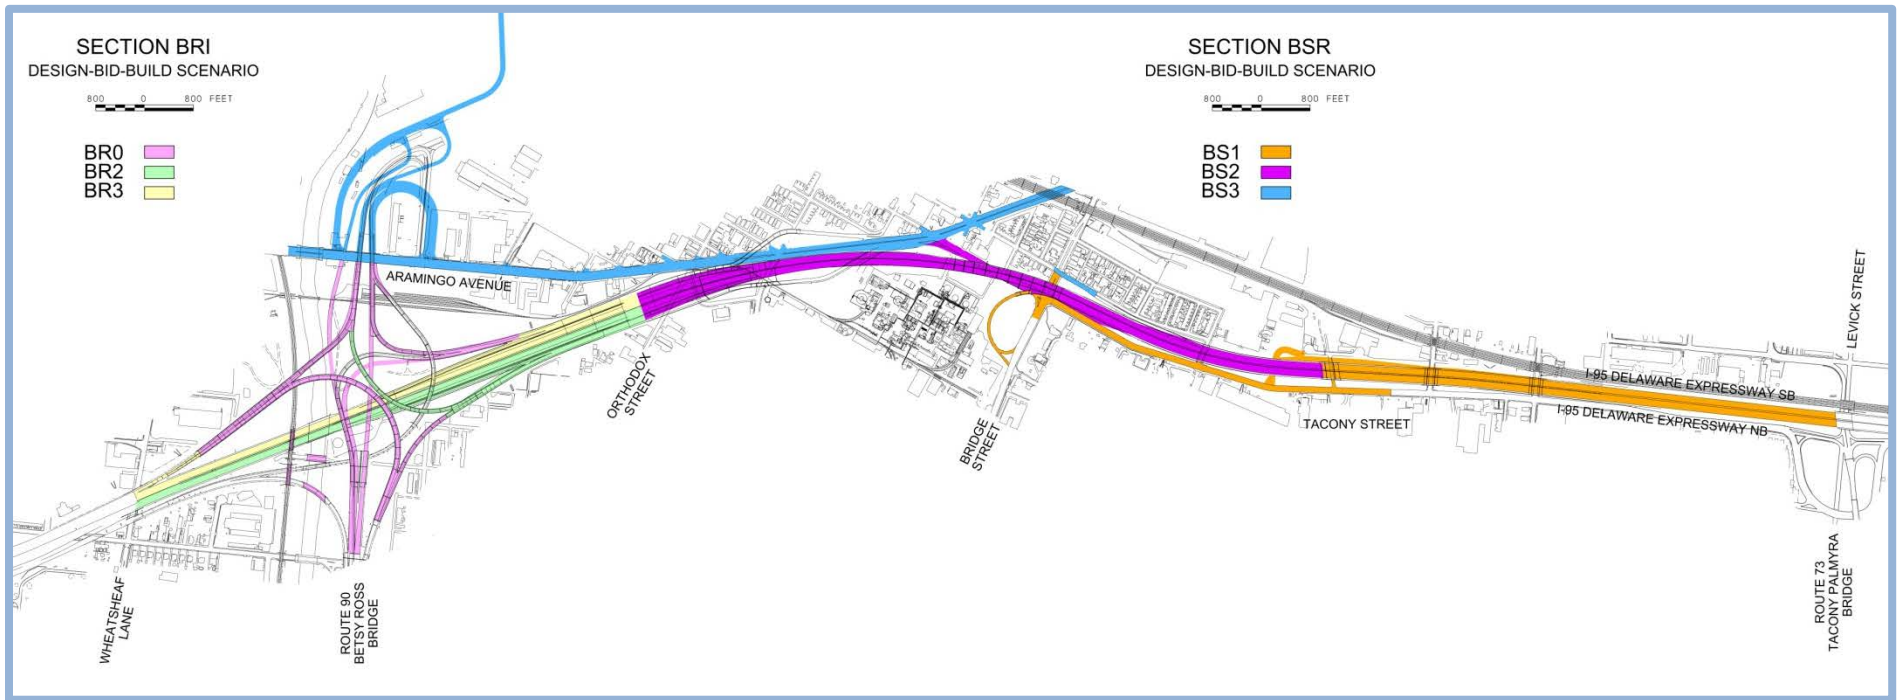 SECTION BRI
DESIGN-BID-BUILD SCENARIO
800 0 800 FEET
BR0
BR2
BR3
SECTION BSR
DESIGN-BID-BUILD SCENARIO
800 0 800 FEET
BS1
BS2
BS3
ARAMINGO AVENUE
ORTHODOX
STREET
BRIDGE
STREET
TACONY STREET
I-95 DELAWARE EXPRESSWAY SB
I-95 DELAWARE EXPRESSWAY NB
LEVICK STREET
WHEATSHEAF
LANE
ROUTE 90
BETSY ROSS
BRIDGE
ROUTE 73
TACONY PALMYRA
BRIDGE